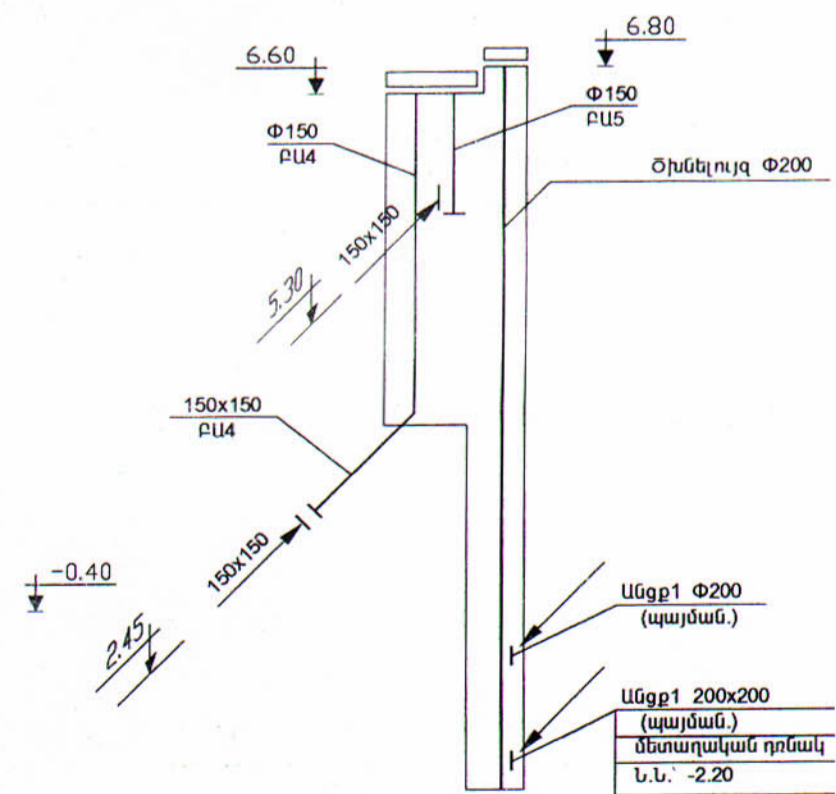 6.80
6.60
Φ150
ԲԱ5
Φ150
ԲԱ4
Ծխնելույզ Φ200
150x150
5.30
150x150
ԲԱ4
150x150
-0.40
2.45
Անցք1 Φ200
(պայման.)
Անցք1 200x200
(պայման.)
մետաղական դռնակ
Ն.Ն.՝ -2.20